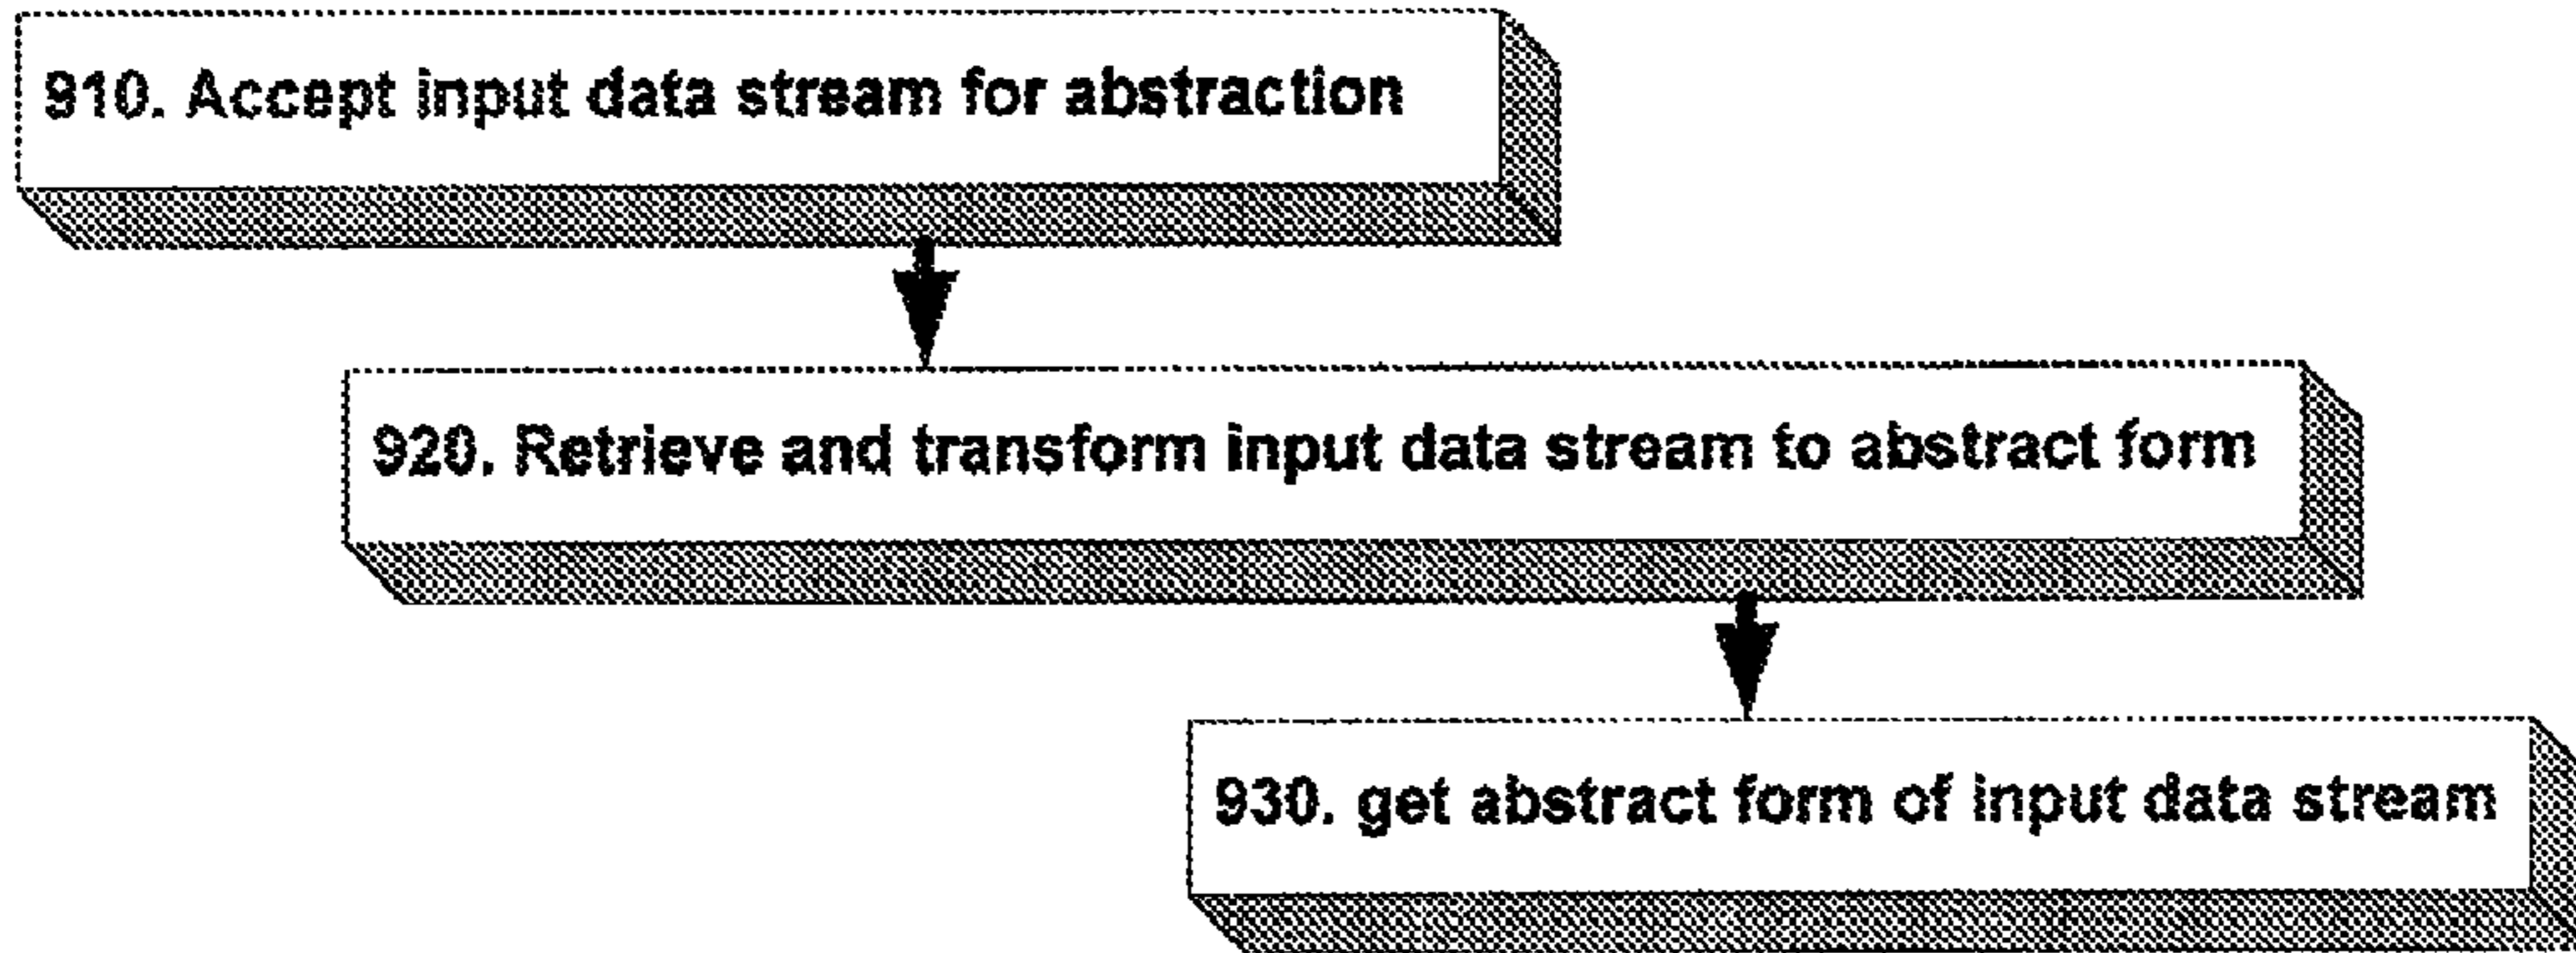 910. Accept input data stream for abstraction
920. Retrieve and transform input data stream to abstract form
930. get abstract form of input data stream